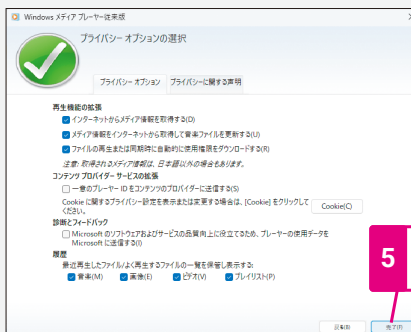 Windows メディア プレーヤー従来版
プライバシー オプションの選択
プライバシー オプション プライバシーに関する声明
再生機能の拡張
インターネットからメディア情報を取得する(D)
メディア情報をインターネットから取得して音楽ファイルを更新する(U)
ファイルの再生または同期時に自動的に使用権限をダウンロードする(R)
注意: 取得されるメディア情報は、日本語以外の場合もあります。
コンテンツ プロバイダー サービスの拡張
一意のプレーヤー ID をコンテンツのプロバイダーに送信する(S)
Cookie に関するプライバシー設定を表示または変更する場合は、[Cookie] をクリックして
ください。
Cookie(C)
診断とフィードバック
Microsoft のソフトウェアおよびサービスの品質向上に役立てるため、プレーヤーの使用データを
Microsoft に送信する(I)
履歴
最近再生したファイル/よく再生するファイルの一覧を保存し表示する:
音楽(M) 画像(E) ビデオ(V) プレイリスト(P)
5
戻る(B) 完了(F)